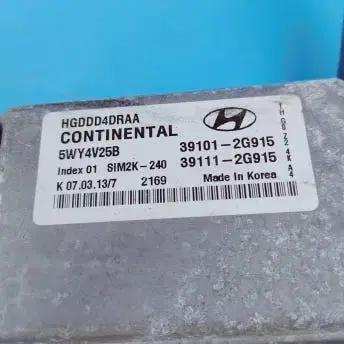 HGDDD4DRAA
CONTINENTAL
5WY4V25B 39101-2G915
Index 01 SIM2K-240 39111-2G915
K 07.03.13/7 2169 Made in Korea